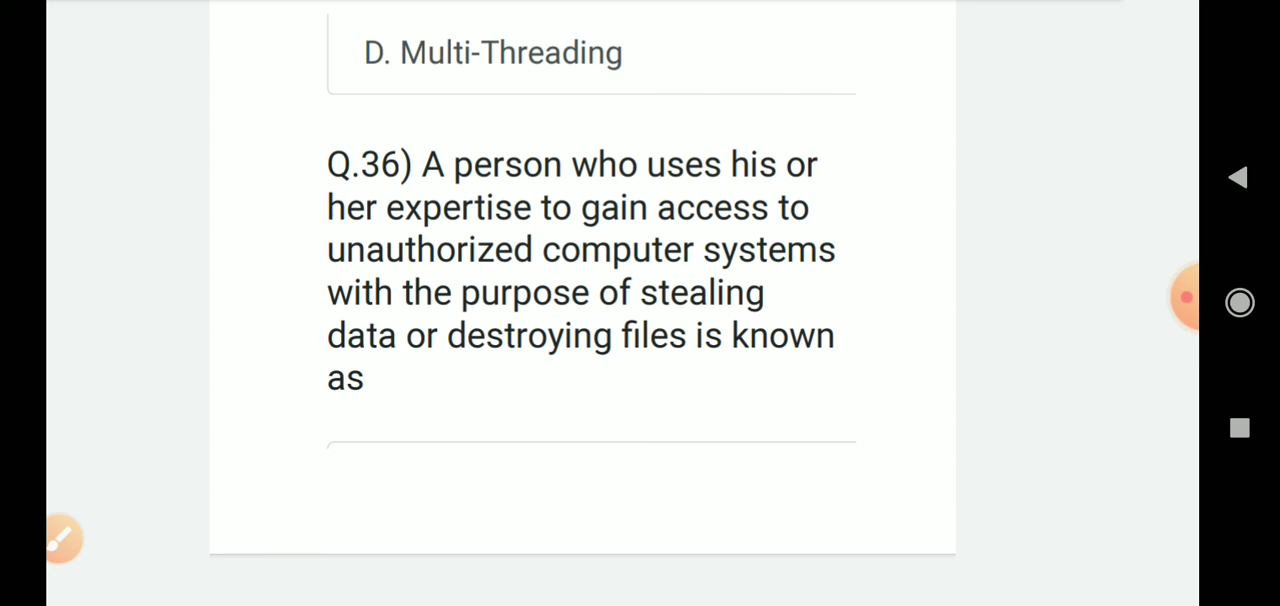 D. Multi-Threading
Q.36) A person who uses his or
her expertise to gain access to
unauthorized computer systems
with the purpose of stealing
data or destroying files is known
as